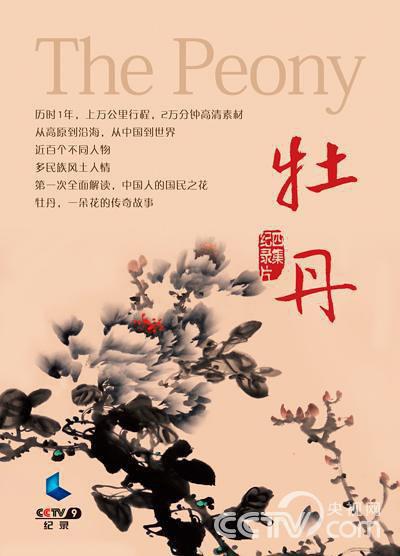 The Peony
历时1年，上万公里行程，2万分钟高清素材
从高原到沿海，从中国到世界
近百个不同人物
多民族风土人情
第一次全面解读，中国人的国民之花
牡丹，一朵花的传奇故事
牡丹
四集
纪录片
CCTV 9
纪录
央视网
CCTV.com